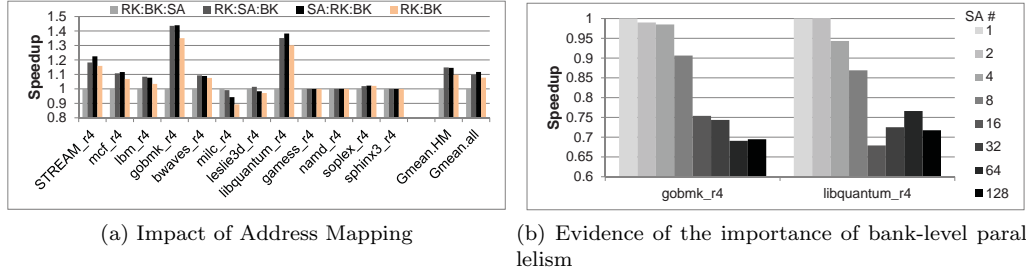 RK:BK:SA RK:SA:BK SA:RK:BK RK:BK
1.5
1.4
1.3
1.2
1.1
1
0.9
0.8
Speedup
STREAM_r4
mcf_r4
lbm_r4
gobmk_r4
bwaves_r4
milc_r4
leslie3d_r4
libquantum_r4
gamess_r4
namd_r4
soplex_r4
sphinx3_r4
Gmean.HM
Gmean.all
(a) Impact of Address Mapping
1
0.95
0.9
0.85
0.8
0.75
0.7
0.65
0.6
Speedup
gobmk_r4 libquantum_r4
SA #
1
2
4
8
16
32
64
128
(b) Evidence of the importance of bank-level paral
lelism